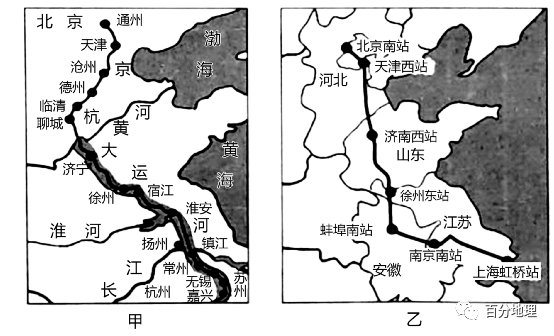 北京
通州
天津
沧州
京
渤海
德州
临清
聊城
杭
黄河
大
济宁
运
黄海
徐州
宿江
淮安
淮河
河
扬州
镇江
长江
常州
无锡
苏州
杭州
嘉兴
甲
北京南站
天津西站
河北
济南西站
山东
徐州东站
江苏
蚌埠南站
南京南站
安徽
上海虹桥站
乙
百分地理